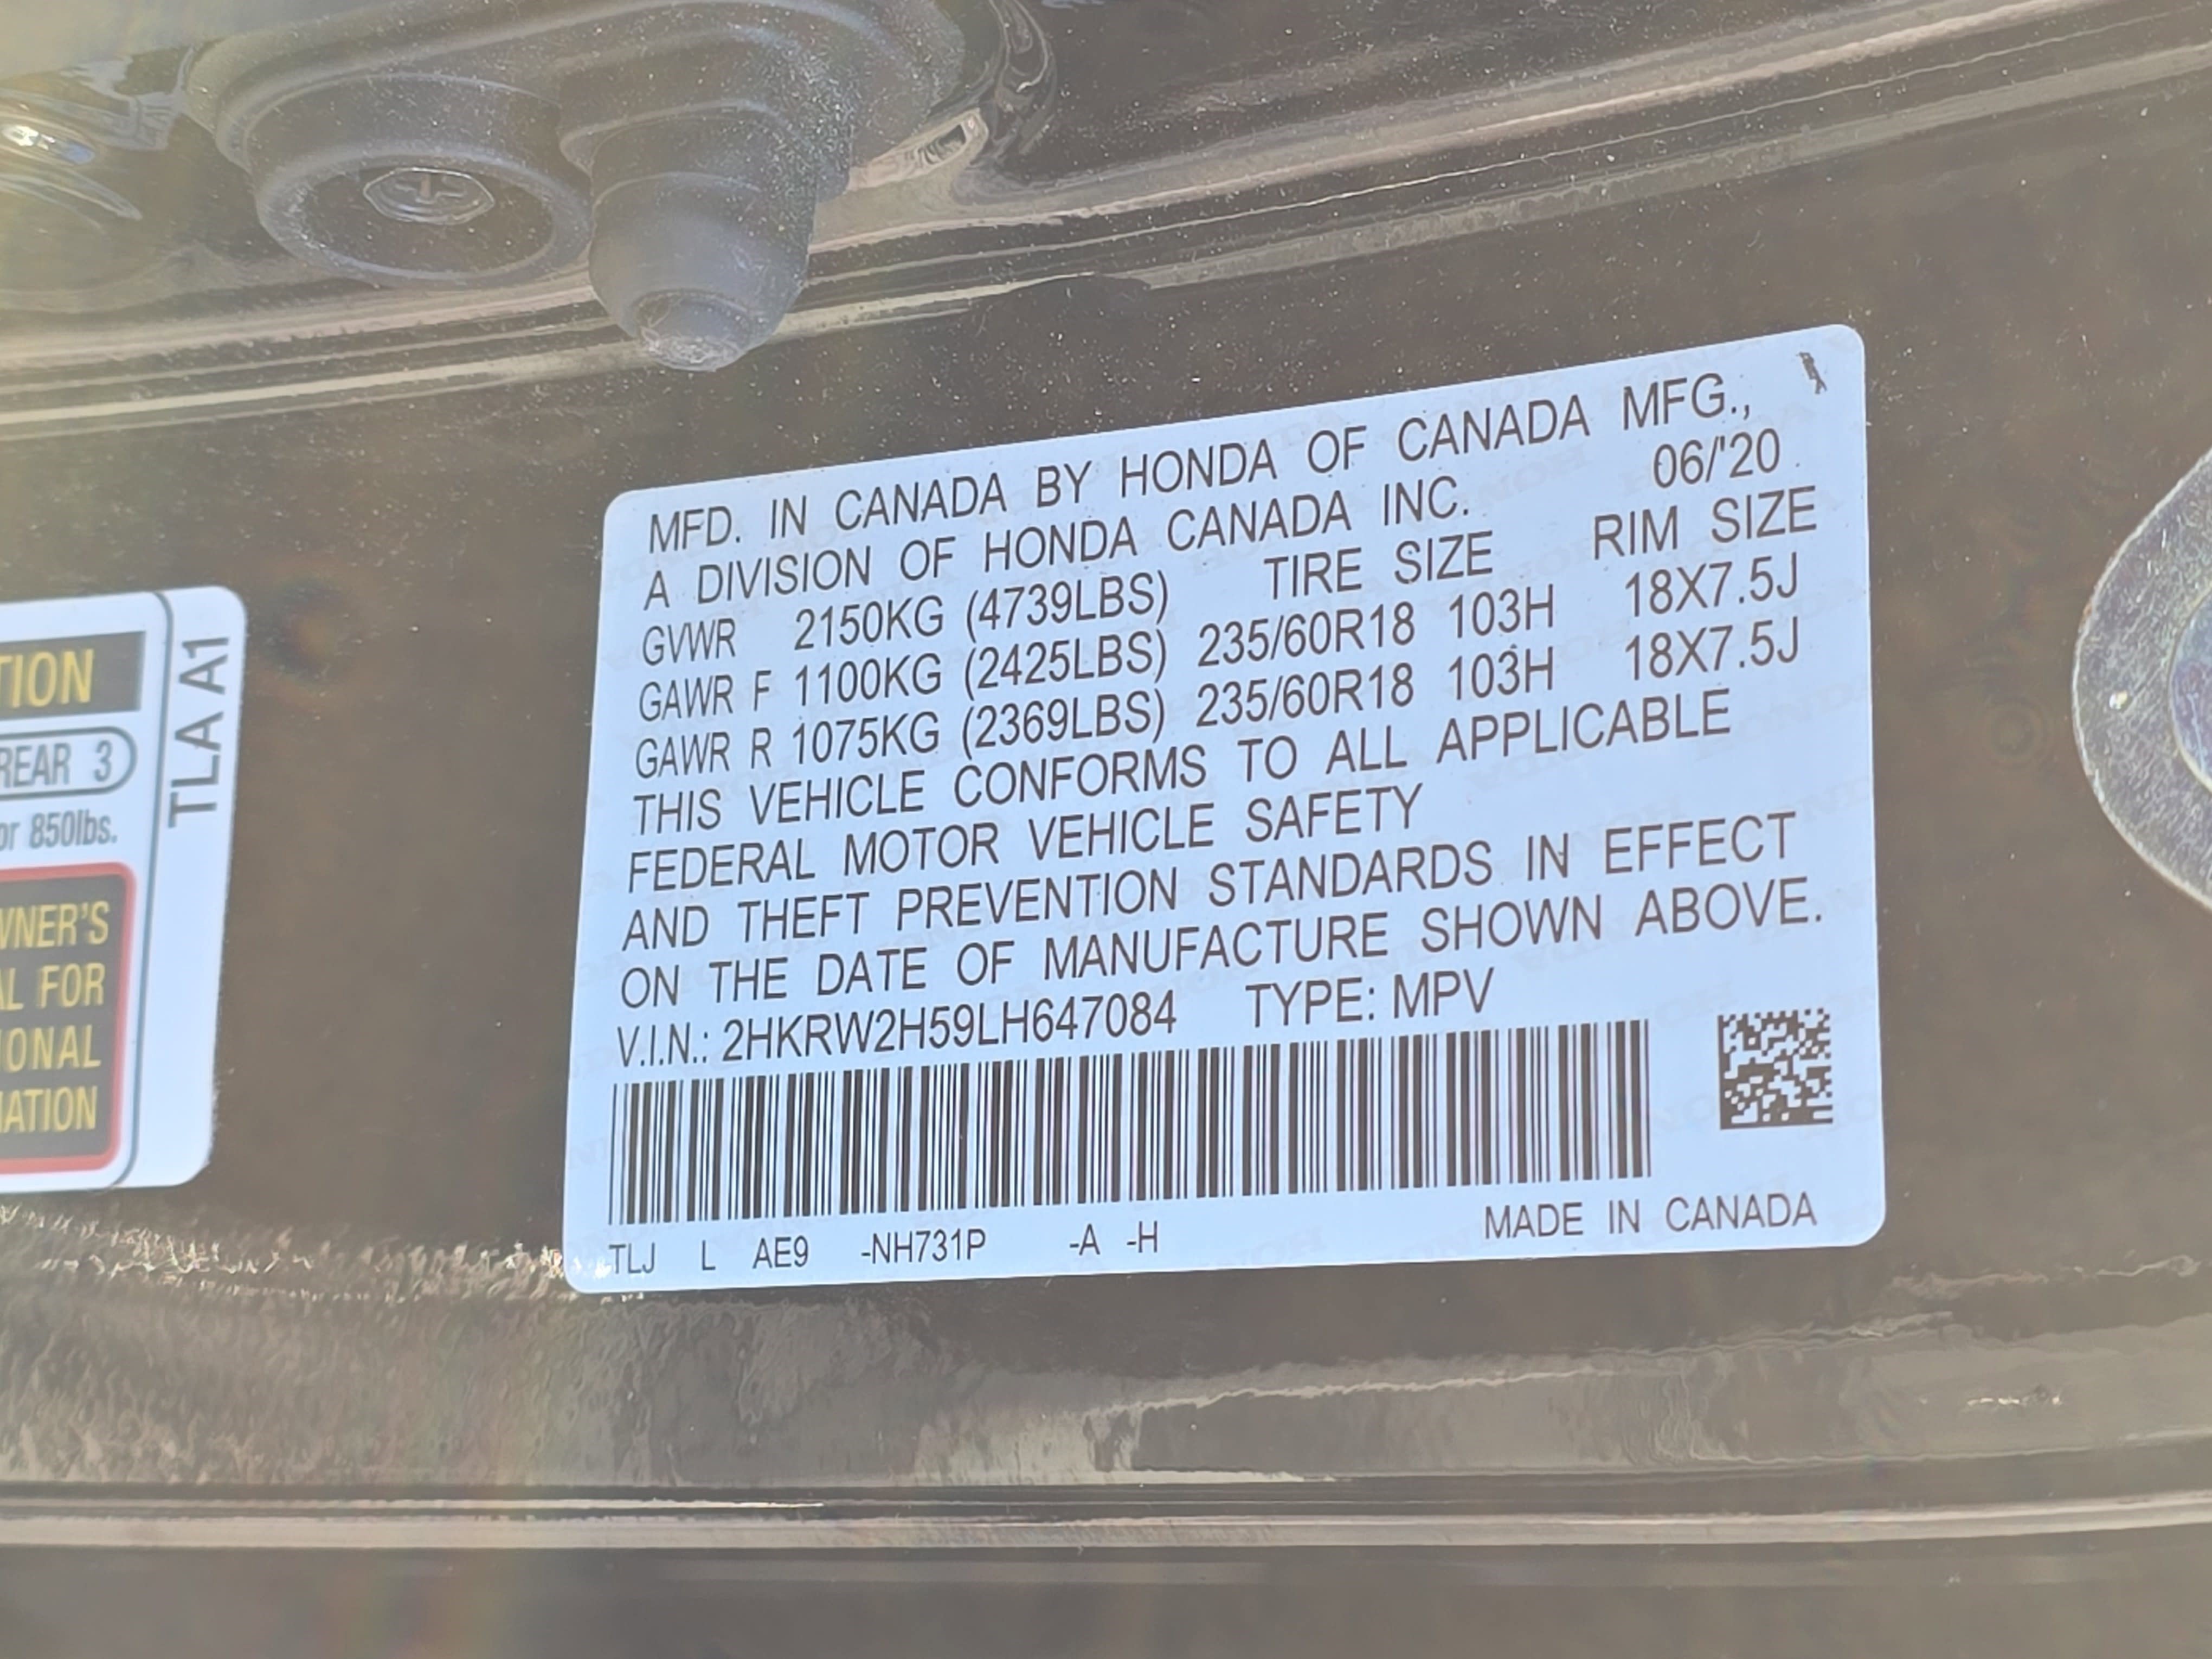 MFD. IN CANADA BY HONDA OF CANADA MFG.,
A DIVISION OF HONDA CANADA INC. 06/'20
GVWR 2150KG (4739LBS) TIRE SIZE RIM SIZE
GAWR F 1100KG (2425LBS) 235/60R18 103H 18X7.5J
GAWR R 1075KG (2369LBS) 235/60R18 103H 18X7.5J
THIS VEHICLE CONFORMS TO ALL APPLICABLE
FEDERAL MOTOR VEHICLE SAFETY
AND THEFT PREVENTION STANDARDS IN EFFECT
ON THE DATE OF MANUFACTURE SHOWN ABOVE.
V.I.N.: 2HKRW2H59LH647084 TYPE: MPV
TLJ L AE9 -NH731P -A -H MADE IN CANADA
TION
REAR 3
or 850lbs.
WNER'S
AL FOR
IONAL
MATION
TLA A1